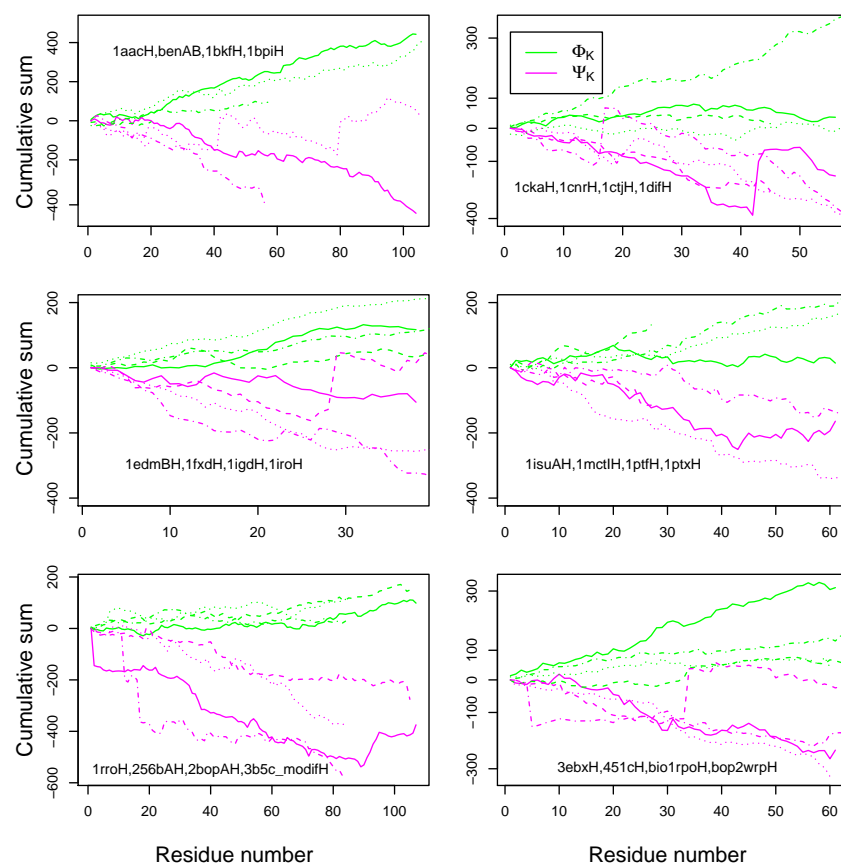 Cumulative sum
400
200
0
−200
−400
1aacH,benAB,1bkfH,1bpiH
0 20 40 60 80 100
300
100
0
−100
−400
ΦK
ΨK
1ckaH,1cnrH,1ctjH,1difH
0 10 20 30 40 50
Cumulative sum
200
0
−200
−400
1edmBH,1fxdH,1igdH,1iroH
0 10 20 30
200
0
−200
−400
1isuAH,1mctIH,1ptfH,1ptxH
0 10 20 30 40 50 60
Cumulative sum
200
0
−200
−400
−600
1rroH,256bAH,2bopAH,3b5c_modifH
0 20 40 60 80 100
Residue number
300
100
0
−100
−300
3ebxH,451cH,bio1rpoH,bop2wrpH
0 10 20 30 40 50 60
Residue number